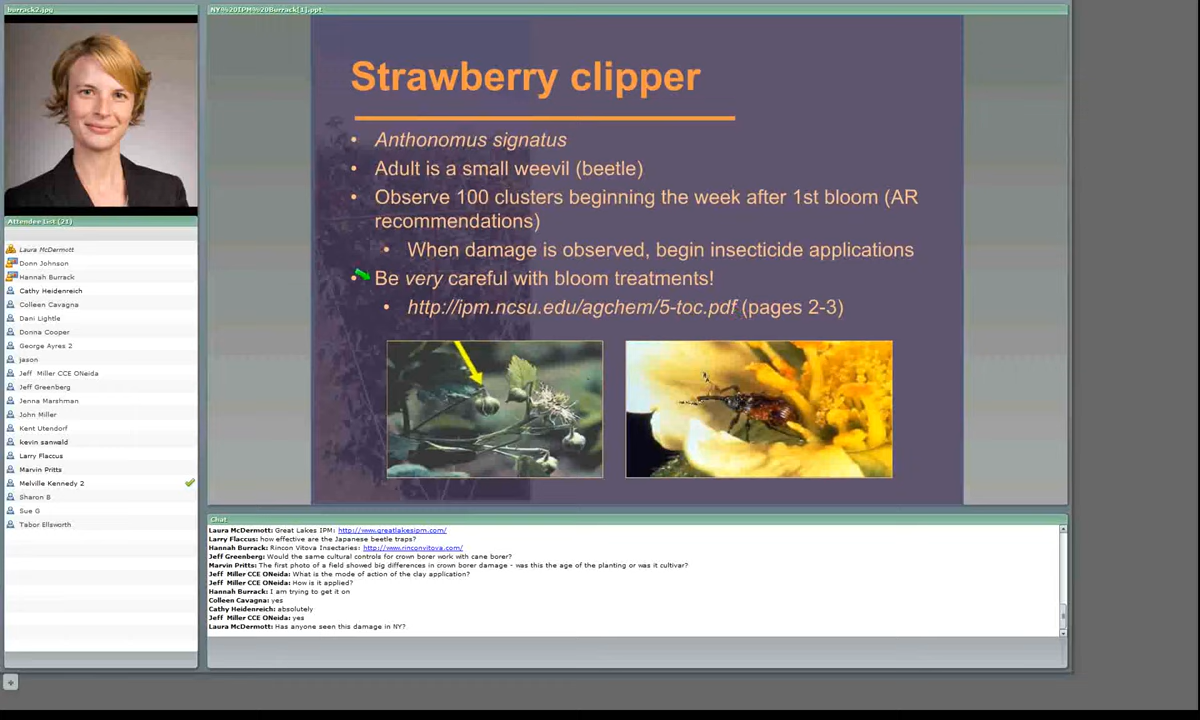 burrack2.jpg
NY%20IPM%20Burrack[1].ppt
Strawberry clipper
• Anthonomus signatus
• Adult is a small weevil (beetle)
• Observe 100 clusters beginning the week after 1st bloom (AR
recommendations)
• When damage is observed, begin insecticide applications
• Be very careful with bloom treatments!
• http://ipm.ncsu.edu/agchem/5-toc.pdf (pages 2-3)
Attendee List (21)
Laura McDermott
Donn Johnson
Hannah Burrack
Cathy Heidenreich
Colleen Cavagna
Dani Lightle
Donna Cooper
George Ayres 2
jason
Jeff Miller CCE ONeida
Jeff Greenberg
Jenna Marshman
John Miller
Kent Utendorf
kevin sanwald
Larry Flaccus
Marvin Pritts
Melville Kennedy 2
Sharon B
Sue G
Tabor Ellsworth
Chat
Laura McDermott: Great Lakes IPM: http://www.greatlakesipm.com/
Larry Flaccus: how effective are the Japanese beetle traps?
Hannah Burrack: Rincon Vitova Insectaries: http://www.rinconvitova.com/
Jeff Greenberg: Would the same cultural controls for crown borer work with cane borer?
Marvin Pritts: The first photo of a field showed big differences in crown borer damage - was this the age of the planting or was it cultivar?
Jeff Miller CCE ONeida: What is the mode of action of the clay application?
Jeff Miller CCE ONeida: How is it applied?
Hannah Burrack: I am trying to get it on
Colleen Cavagna: yes
Cathy Heidenreich: absolutely
Jeff Miller CCE ONeida: yes
Laura McDermott: Has anyone seen this damage in NY?